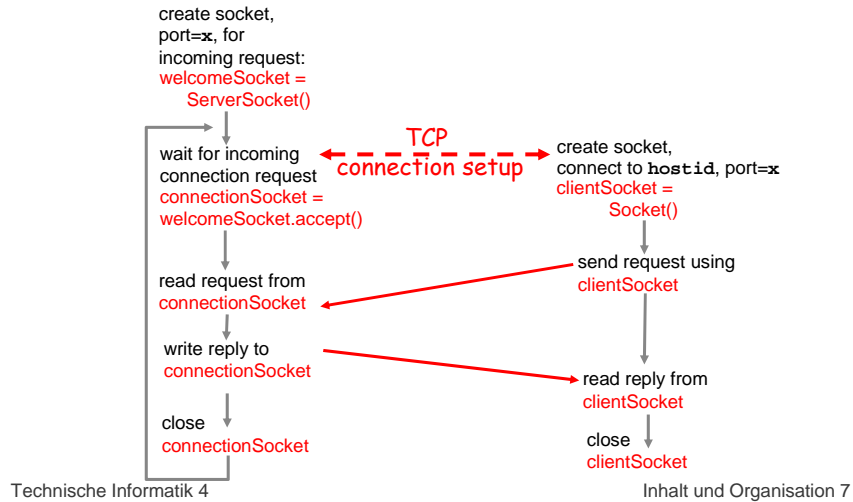 create socket,
port=x, for
incoming request:
welcomeSocket =
ServerSocket()
wait for incoming
connection request
connectionSocket =
welcomeSocket.accept()
TCP
connection setup
create socket,
connect to hostid, port=x
clientSocket =
Socket()
read request from
connectionSocket
send request using
clientSocket
write reply to
connectionSocket
read reply from
clientSocket
close
connectionSocket
close
clientSocket
Technische Informatik 4
Inhalt und Organisation 7